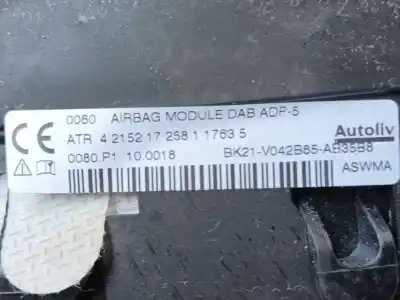 0080 AIRBAG MODULE DAB ADP-5
CE
ATR 4 2152 17 258 1 1763 5
Autoliv
0080.P1 10.0018
BK21-V042B85-AB35B8
ASWMA